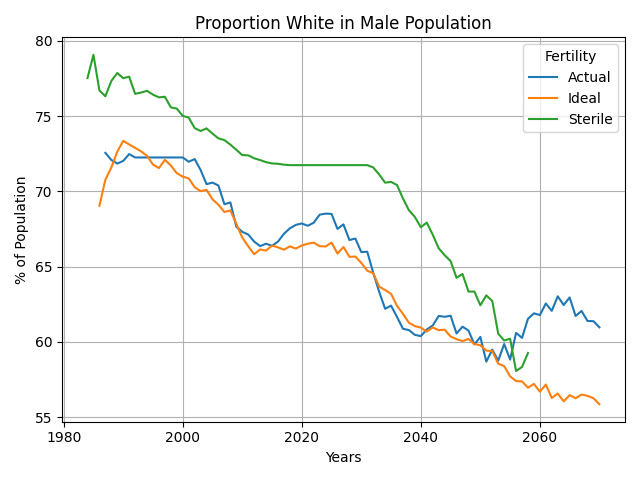 Proportion White in Male Population
% of Population
80
75
70
65
60
55
1980
2000
2020
2040
2060
Years
Fertility
Actual
Ideal
Sterile